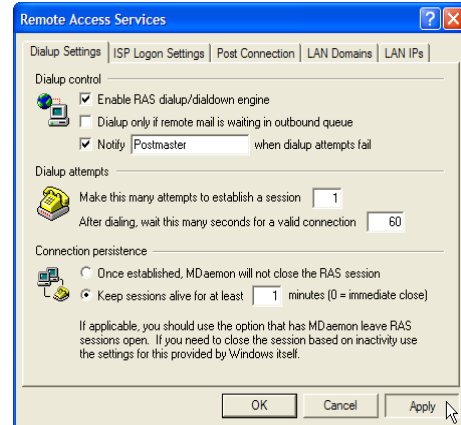 Remote Access Services
Dialup Settings ISP Logon Settings Post Connection LAN Domains LAN IPs
Dialup control
Enable RAS dialup/dialdown engine
Dialup only if remote mail is waiting in outbound queue
Notify Postmaster when dialup attempts fail
Dialup attempts
Make this many attempts to establish a session 1
After dialing, wait this many seconds for a valid connection 60
Connection persistence
Once established, MDaemon will not close the RAS session
Keep sessions alive for at least 1 minutes (0 = immediate close)
If applicable, you should use the option that has MDaemon leave RAS
sessions open. If you need to close the session based on inactivity use
the settings for this provided by Windows itself.
OK Cancel Apply